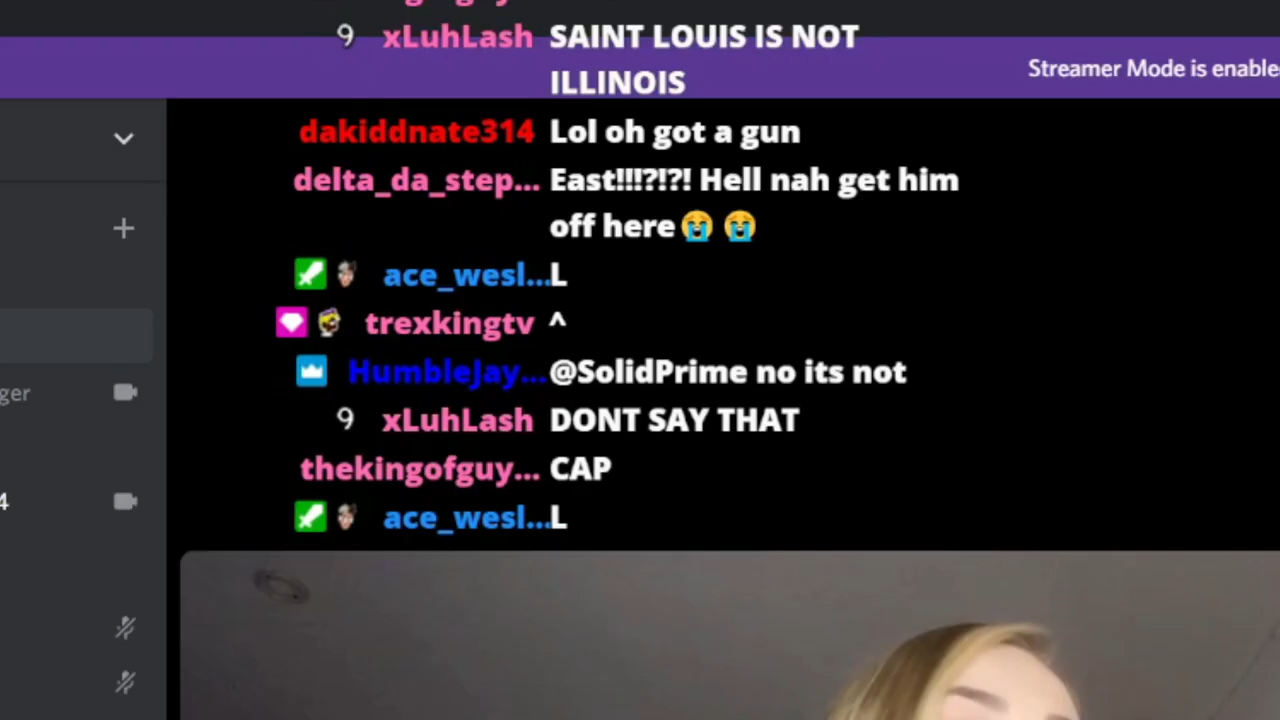 xLuhLash SAINT LOUIS IS NOT
ILLINOIS
Streamer Mode is enable
dakiddnate314 Lol oh got a gun
delta_da_step... East!!!?!?! Hell nah get him
off here😭 😭
ace_wesl... L
trexkingtv ^
HumbleJay... @SolidPrime no its not
ger
9 xLuhLash DONT SAY THAT
thekingofguy... CAP
4
ace_wesl... L